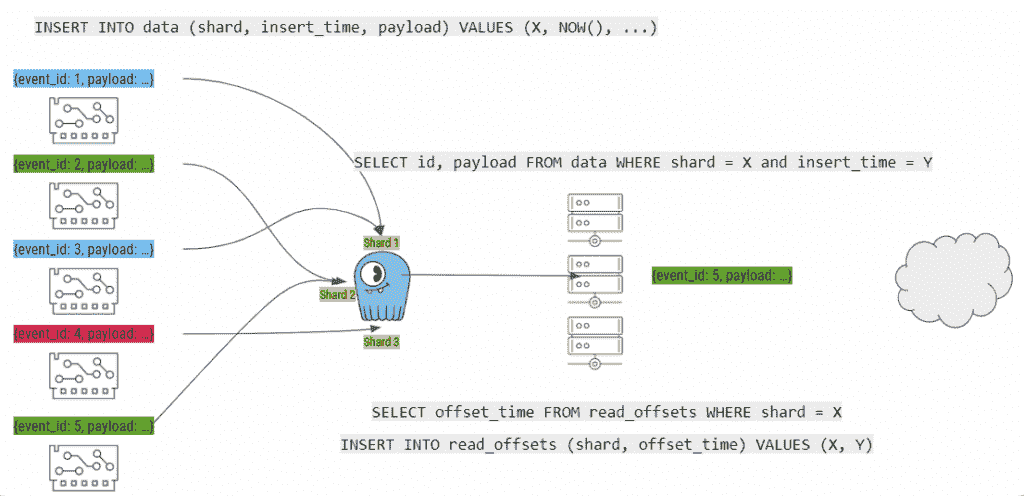 INSERT INTO data (shard, insert_time, payload) VALUES (X, NOW(), ...)
{event_id: 1, payload: ...}
{event_id: 2, payload: ...}
SELECT id, payload FROM data WHERE shard = X and insert_time = Y
{event_id: 3, payload: ...}
Shard 1
{event_id: 5, payload: ...}
Shard 2
{event_id: 4, payload: ...}
Shard 3
SELECT offset_time FROM read_offsets WHERE shard = X
{event_id: 5, payload: ...}
INSERT INTO read_offsets (shard, offset_time) VALUES (X, Y)